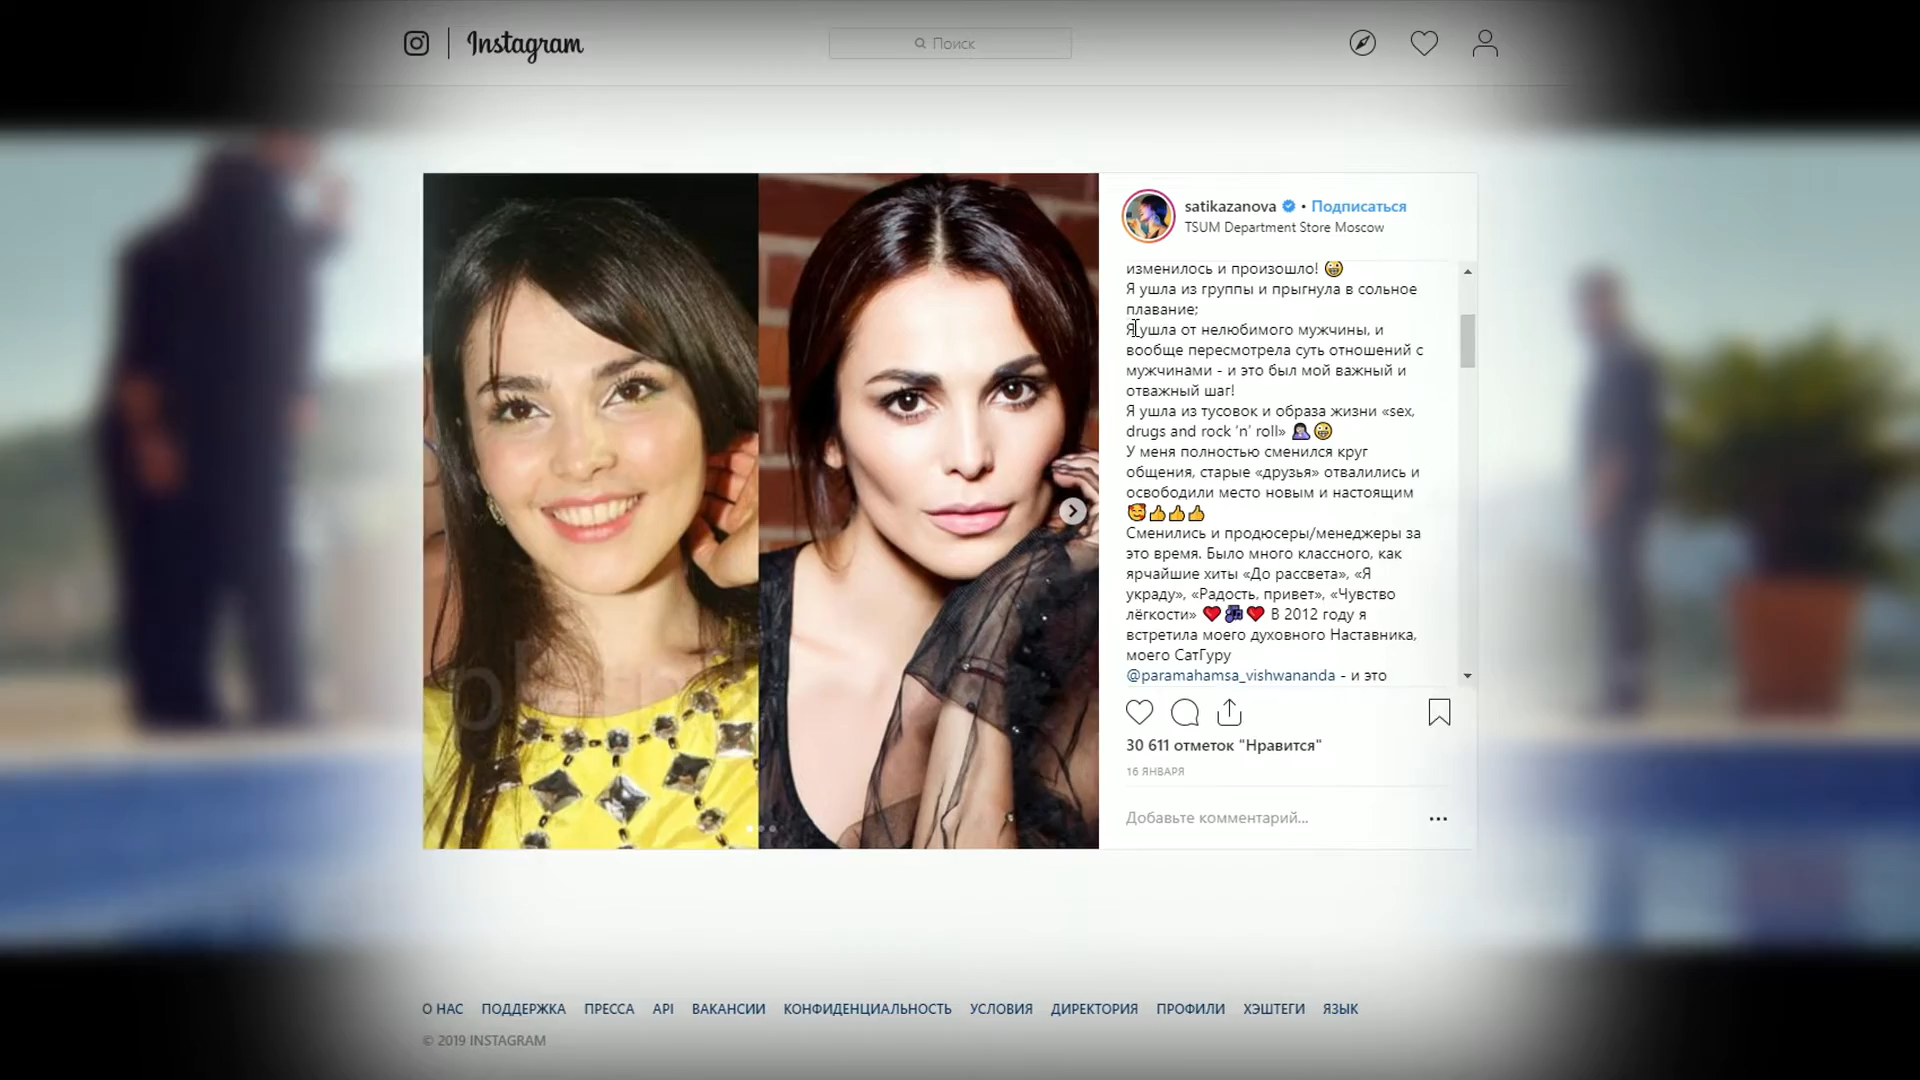 Instagram
Поиск
satikazanova • Подписаться
TSUM Department Store Moscow
изменилось и произошло! 😀
Я ушла из группы и прыгнула в сольное
плавание;
Я ушла от нелюбимого мужчины, и
вообще пересмотрела суть отношений с
мужчинами - и это был мой важный и
отважный шаг!
Я ушла из тусовок и образа жизни «sex,
drugs and rock ’n’ roll» 🤦🏻‍♀️😜
У меня полностью сменился круг
общения, старые «друзья» отвалились и
освободили место новым и настоящим
🥰👍👍👍
Сменились и продюсеры/менеджеры за
это время. Было много классного, как
ярчайшие хиты «До рассвета», «Я
украду», «Радость, привет», «Чувство
лёгкости» ❤️🎶❤️ В 2012 году я
встретила моего духовного Наставника,
моего СатГуру
@paramahamsa_vishwananda - и это
30 611 отметок "Нравится"
16 ЯНВАРЯ
Добавьте комментарий...
О НАС ПОДДЕРЖКА ПРЕССА API ВАКАНСИИ КОНФИДЕНЦИАЛЬНОСТЬ УСЛОВИЯ ДИРЕКТОРИЯ ПРОФИЛИ ХЭШТЕГИ ЯЗЫК
© 2019 INSTAGRAM